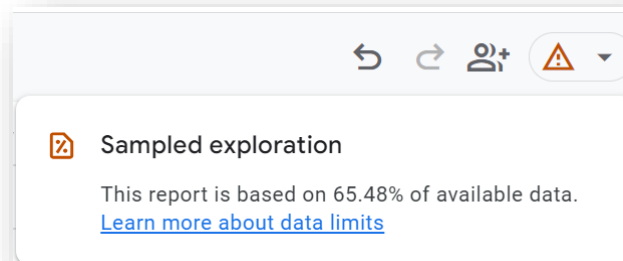 Sampled exploration
This report is based on 65.48% of available data.
Learn more about data limits